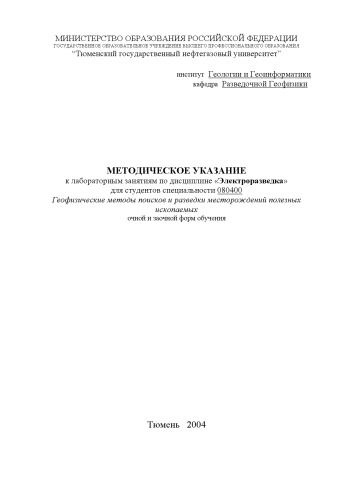 МИНИСТЕРСТВО ОБРАЗОВАНИЯ РОССИЙСКОЙ ФЕДЕРАЦИИ
ГОСУДАРСТВЕННОЕ ОБРАЗОВАТЕЛЬНОЕ УЧРЕЖДЕНИЕ ВЫСШЕГО ПРОФЕССИОНАЛЬНОГО ОБРАЗОВАНИЯ
“Тюменский государственный нефтегазовый университет”
институт Геологии и Геоинформатики
кафедра Разведочной Геофизики
МЕТОДИЧЕСКОЕ УКАЗАНИЕ
к лабораторным занятиям по дисциплине «Электроразведка»
для студентов специальности 080400
Геофизические методы поисков и разведки месторождений полезных
ископаемых
очной и заочной форм обучения
Тюмень 2004